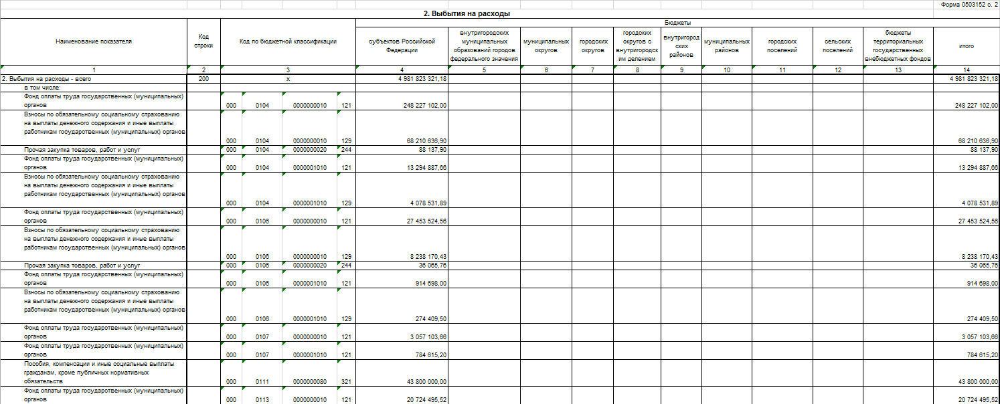 Форма 0503152 с. 2
2. Выбытия на расходы
Наименование показателя
Код
строки
Код по бюджетной классификации
Бюджеты
субъектов Российской
Федерации
внутригородских
муниципальных
образований городов
федерального значения
муниципальных
округов
городских
округов
городских
округов с
внутригородск
им делением
внутригород
ских
районов
муниципальных
районов
городских
поселений
сельских
поселений
бюджеты
территориальных
государственных
внебюджетных фондов
итого
1 2 3 4 5 6 7 8 9 10 11 12 13 14
2. Выбытия на расходы - всего 200 x 4 981 823 321,18 4 981 823 321,18
в том числе:
Фонд оплаты труда государственных (муниципальных)
органов 000 0104 0000000010 121 248 227 102,00 248 227 102,00
Взносы по обязательному социальному страхованию
на выплаты денежного содержания и иные выплаты
работникам государственных (муниципальных) органов
000 0104 0000000010 129 68 210 636,90 68 210 636,90
Прочая закупка товаров, работ и услуг 000 0104 0000000020 244 88 137,90 88 137,90
Фонд оплаты труда государственных (муниципальных)
органов 000 0104 0000001010 121 13 294 887,66 13 294 887,66
Взносы по обязательному социальному страхованию
на выплаты денежного содержания и иные выплаты
работникам государственных (муниципальных) органов
000 0104 0000001010 129 4 078 531,89 4 078 531,89
Фонд оплаты труда государственных (муниципальных)
органов 000 0106 0000000010 121 27 453 524,56 27 453 524,56
Взносы по обязательному социальному страхованию
на выплаты денежного содержания и иные выплаты
работникам государственных (муниципальных) органов
000 0106 0000000010 129 8 238 170,43 8 238 170,43
Прочая закупка товаров, работ и услуг 000 0106 0000000020 244 36 065,76 36 065,76
Фонд оплаты труда государственных (муниципальных)
органов 000 0106 0000001010 121 914 698,00 914 698,00
Взносы по обязательному социальному страхованию
на выплаты денежного содержания и иные выплаты
работникам государственных (муниципальных) органов
000 0106 0000001010 129 274 409,50 274 409,50
Фонд оплаты труда государственных (муниципальных)
органов 000 0107 0000000010 121 3 057 103,66 3 057 103,66
Фонд оплаты труда государственных (муниципальных)
органов 000 0107 0000001010 121 784 615,20 784 615,20
Пособия, компенсации и иные социальные выплаты
гражданам, кроме публичных нормативных
обязательств 000 0111 0000000080 321 43 800 000,00 43 800 000,00
Фонд оплаты труда государственных (муниципальных)
органов 000 0113 0000000010 121 20 724 495,52 20 724 495,52